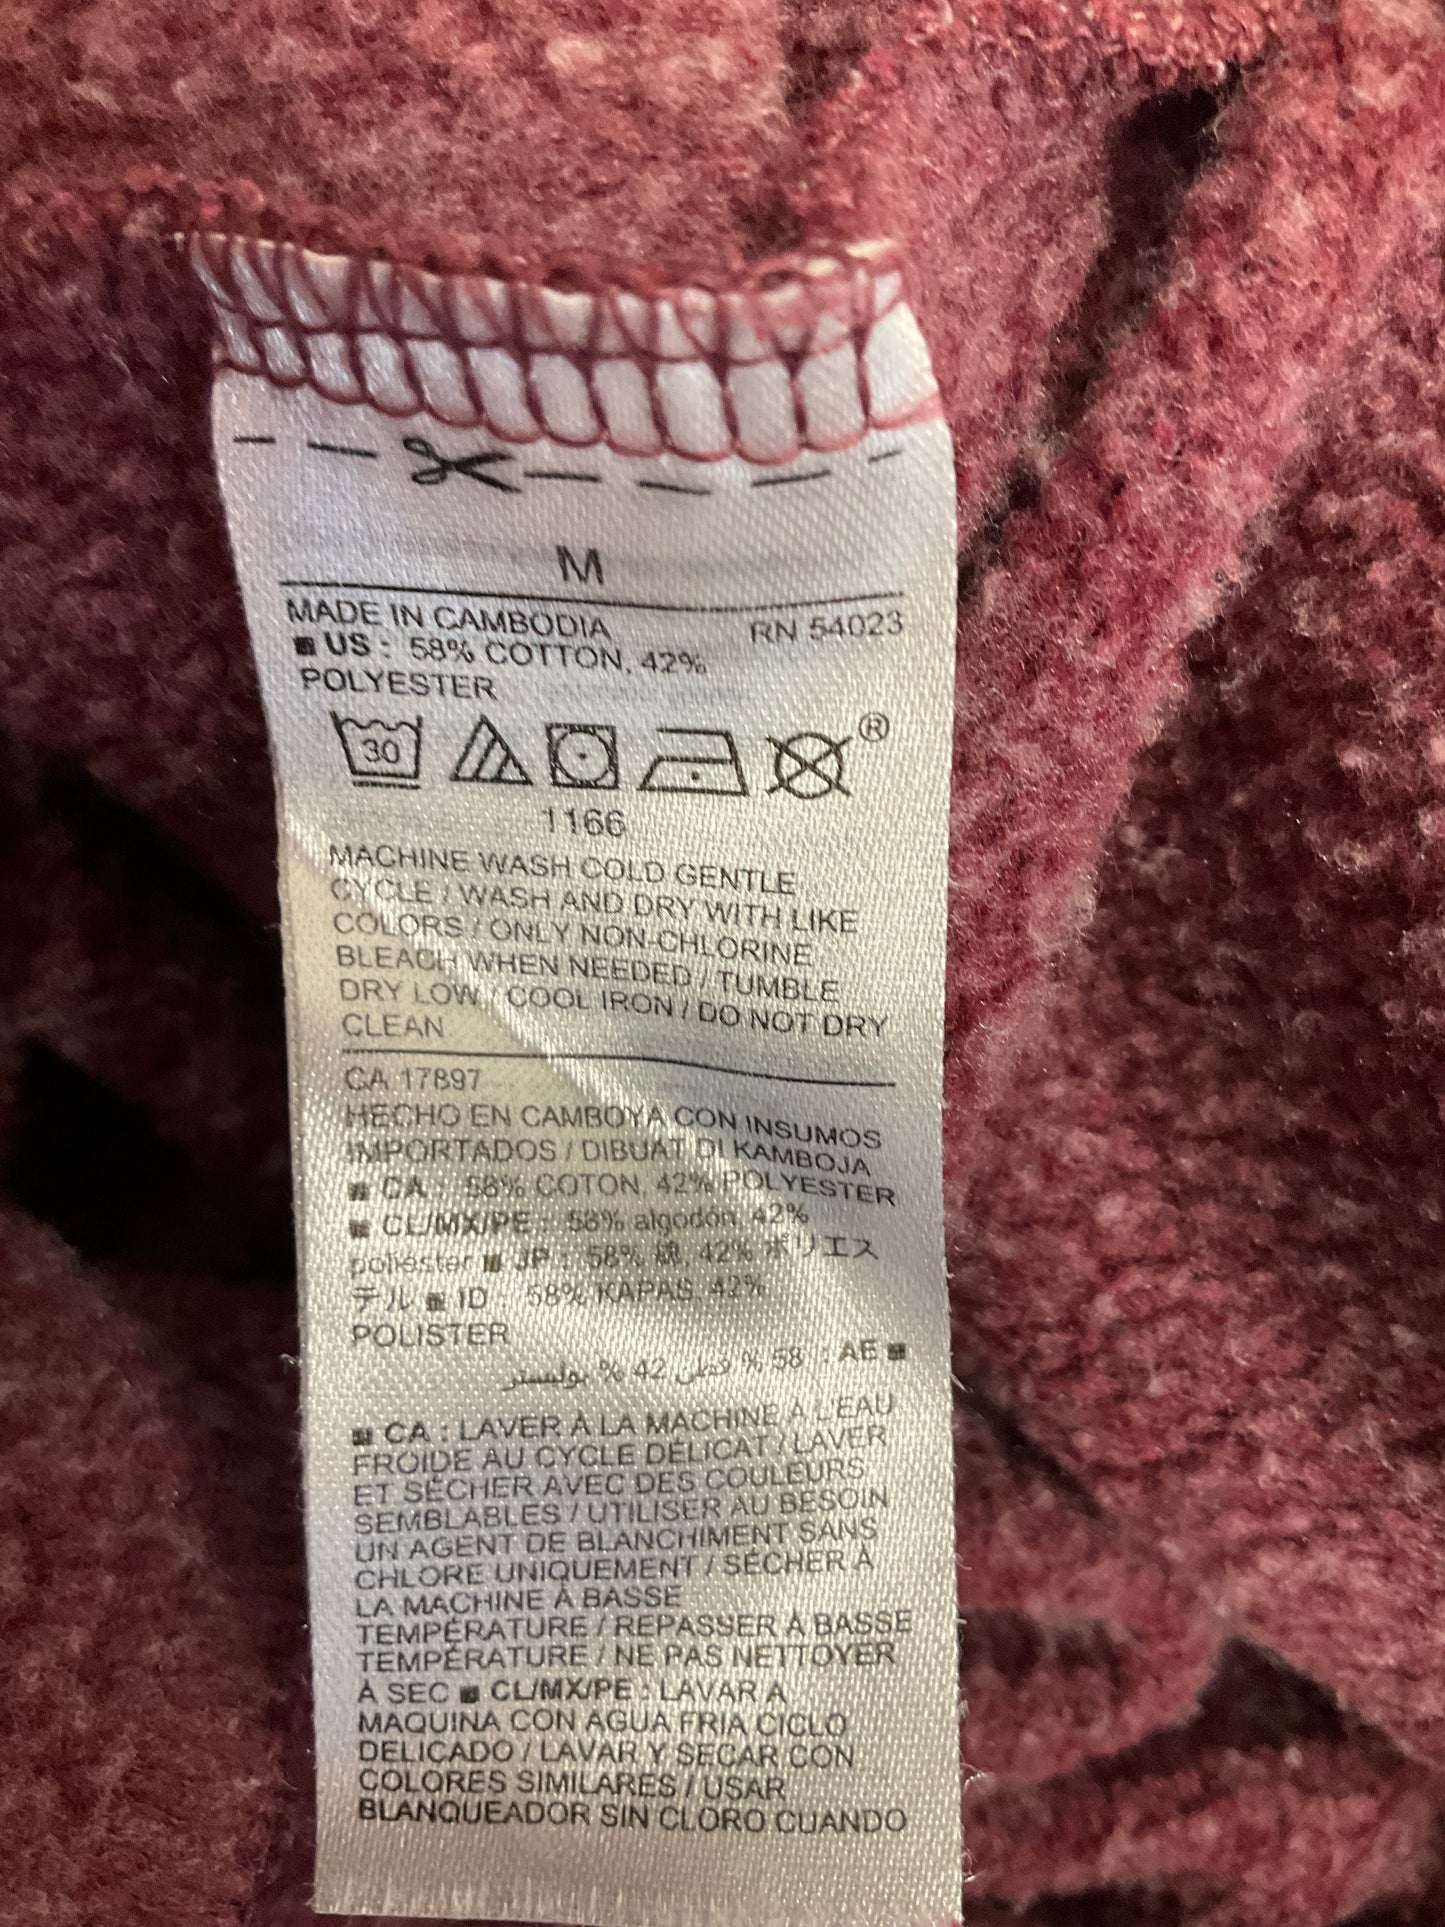 M
MADE IN CAMBODIA RN 54023
US : 58% COTTON, 42%
POLYESTER
30 ®
1166
MACHINE WASH COLD GENTLE
CYCLE / WASH AND DRY WITH LIKE
COLORS / ONLY NON-CHLORINE
BLEACH WHEN NEEDED / TUMBLE
DRY LOW / COOL IRON / DO NOT DRY
CLEAN
CA 17897
HECHO EN CAMBOYA CON INSUMOS
IMPORTADOS / DIBUAT DI KAMBOJA
CA : 58% COTON, 42% POLYESTER
CL/MX/PE : 58% algodón, 42%
poliéster JP : 58% 綿, 42% ポリエス
テル ID 58% KAPAS, 42%
POLISTER
AE : 58 % قطن 42 % بوليستر
CA : LAVER À LA MACHINE À L'EAU
FROIDE AU CYCLE DÉLICAT / LAVER
ET SÉCHER AVEC DES COULEURS
SEMBLABLES / UTILISER AU BESOIN
UN AGENT DE BLANCHIMENT SANS
CHLORE UNIQUEMENT / SÉCHER À
LA MACHINE À BASSE
TEMPÉRATURE / REPASSER À BASSE
TEMPÉRATURE / NE PAS NETTOYER
À SEC CL/MX/PE : LAVAR A
MAQUINA CON AGUA FRIA CICLO
DELICADO / LAVAR Y SECAR CON
COLORES SIMILARES / USAR
BLANQUEADOR SIN CLORO CUANDO